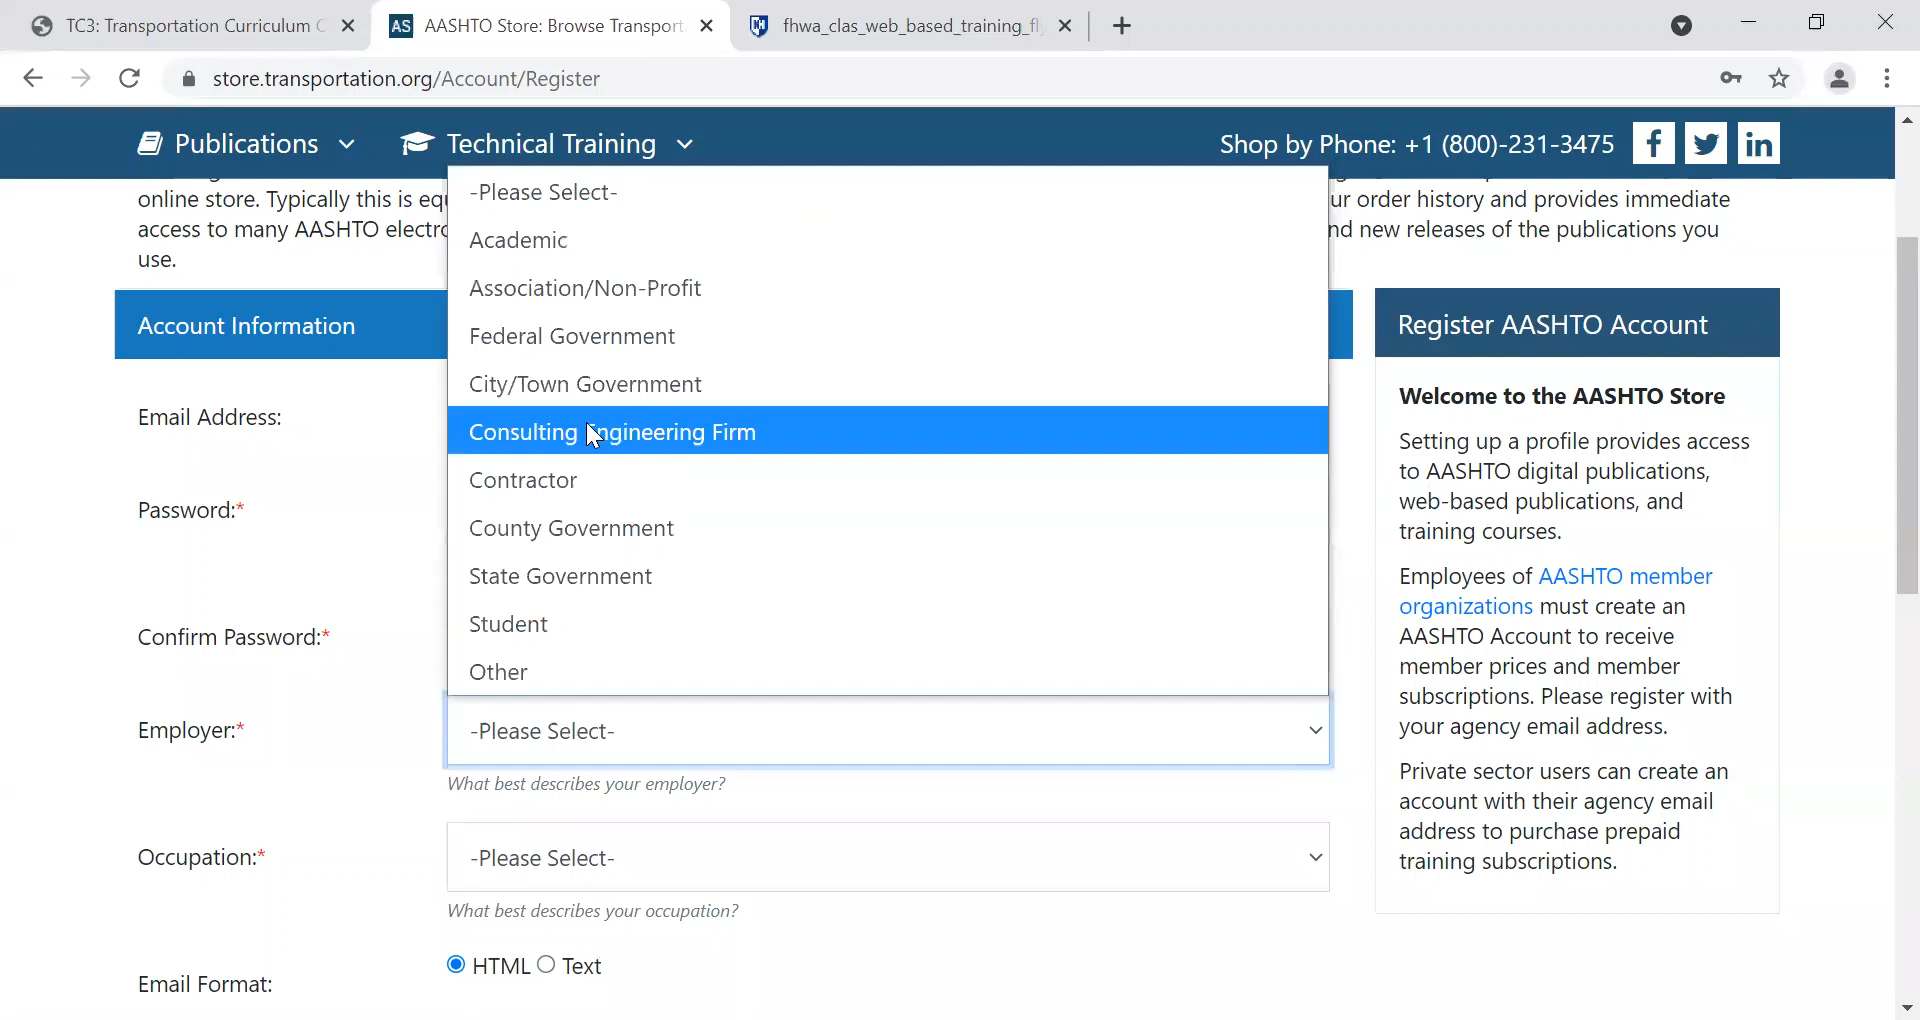 TC3: Transportation Curriculum C
AS AASHTO Store: Browse Transport
fhwa_clas_web_based_training_fl
store.transportation.org/Account/Register
Publications
Technical Training
Shop by Phone: +1 (800)-231-3475
online store. Typically this is
ur order history and provides immediate
access to many AASHTO
nd new releases of the publications you
use.
-Please Select-
Academic
Association/Non-Profit
Federal Government
City/Town Government
Consulting Engineering Firm
Contractor
County Government
State Government
Student
Other
Account Information
Email Address:
Password:*
Confirm Password:*
Employer:*
-Please Select-
What best describes your employer?
Occupation:*
-Please Select-
What best describes your occupation?
Email Format:
HTML Text
Register AASHTO Account
Welcome to the AASHTO Store
Setting up a profile provides access
to AASHTO digital publications,
web-based publications, and
training courses.
Employees of AASHTO member
organizations must create an
AASHTO Account to receive
member prices and member
subscriptions. Please register with
your agency email address.
Private sector users can create an
account with their agency email
address to purchase prepaid
training subscriptions.